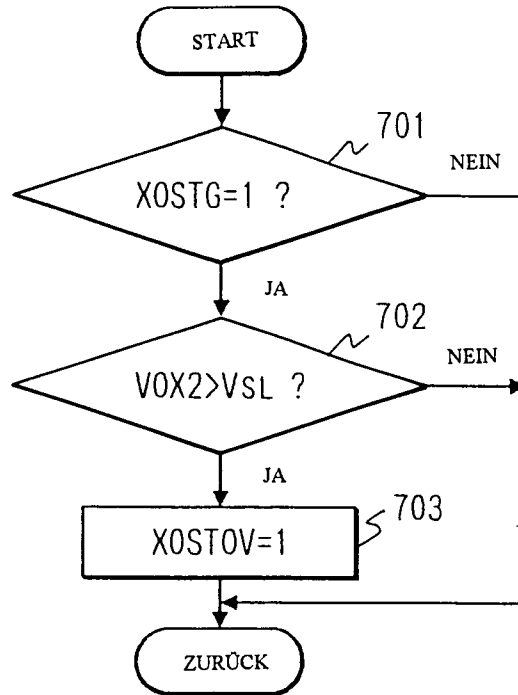 START
701
XOSTG=1 ?
NEIN
JA
702
VOX2>VSL ?
NEIN
JA
703
XOSTOV=1
ZURÜCK